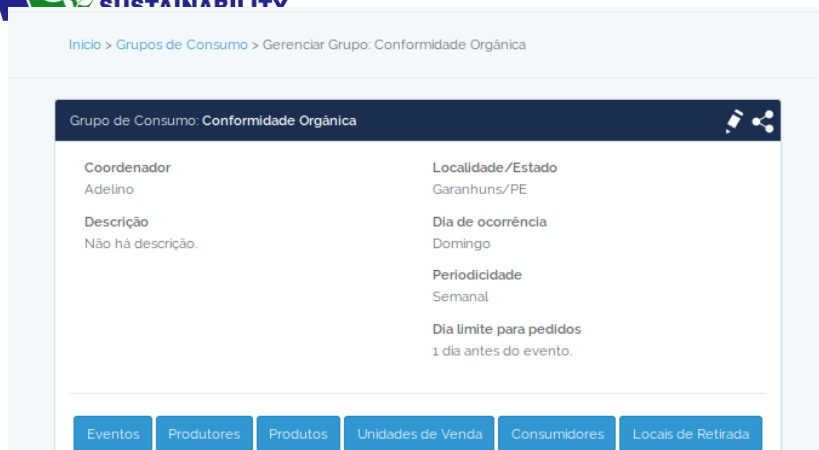 SUSTAINABILITY
Início > Grupos de Consumo > Gerenciar Grupo: Conformidade Orgânica
Grupo de Consumo: Conformidade Orgânica
Coordenador
Adelino
Descrição
Não há descrição.
Localidade/Estado
Garanhuns/PE
Dia de ocorrência
Domingo
Periodicidade
Semanal
Dia limite para pedidos
1 dia antes do evento.
Eventos
Produtores
Produtos
Unidades de Venda
Consumidores
Locais de Retirada